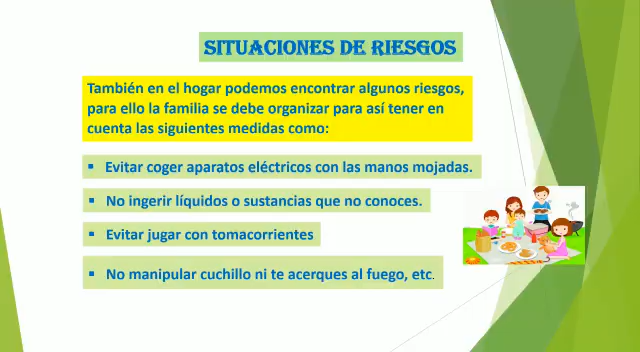 SITUACIONES DE RIESGOS
También en el hogar podemos encontrar algunos riesgos,
para ello la familia se debe organizar para así tener en
cuenta las siguientes medidas como:
▪ Evitar coger aparatos eléctricos con las manos mojadas.
▪ No ingerir líquidos o sustancias que no conoces.
▪ Evitar jugar con tomacorrientes
▪ No manipular cuchillo ni te acerques al fuego, etc.